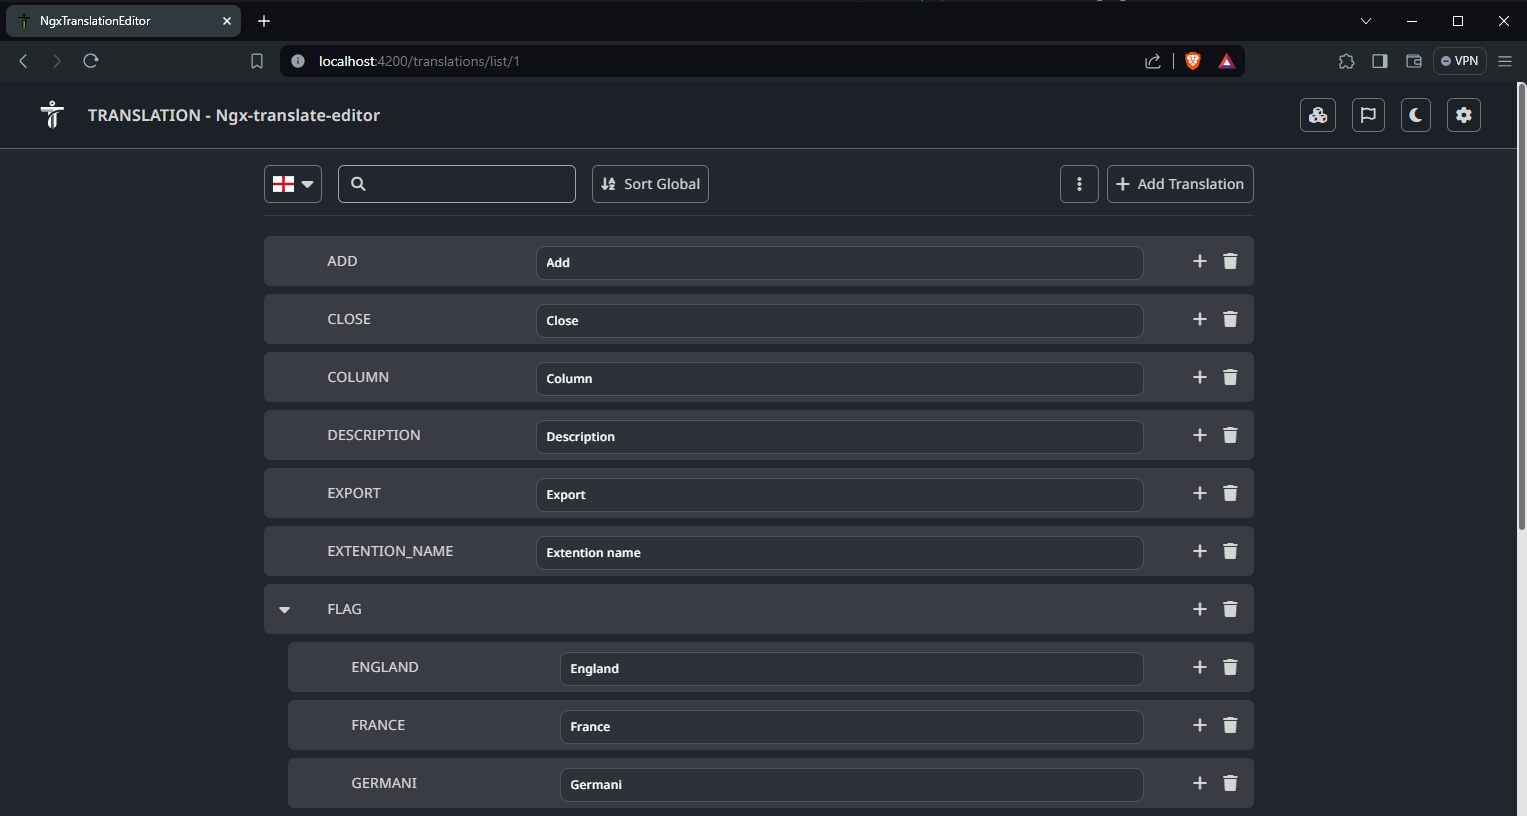 NgxTranslationEditor
localhost:4200/translations/list/1
VPN
TRANSLATION - Ngx-translate-editor
Sort Global
Add Translation
ADD
Add
CLOSE
Close
COLUMN
Column
DESCRIPTION
Description
EXPORT
Export
EXTENTION_NAME
Extention name
FLAG
ENGLAND
England
FRANCE
France
GERMANI
Germani